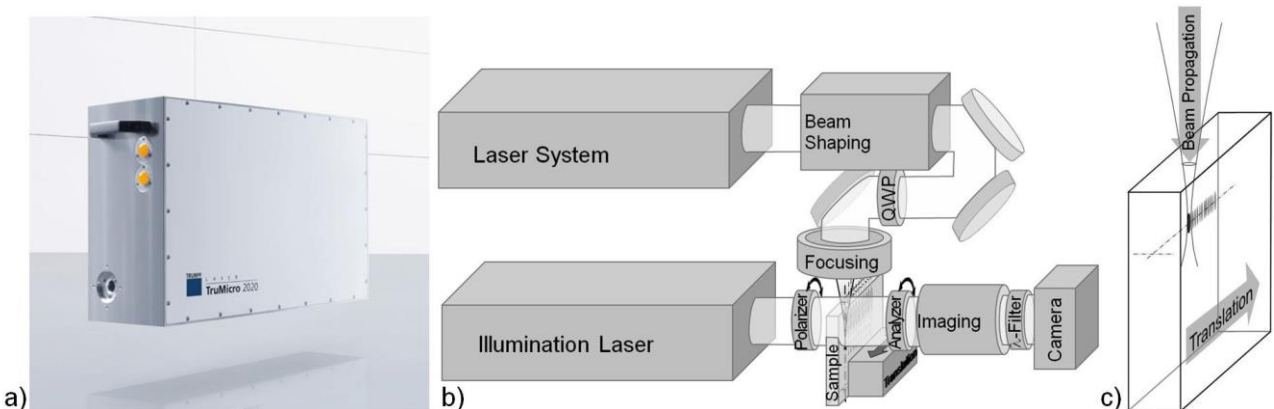 TRUMPF
LASER
TruMicro 2020
a)
Laser System
Beam
Shaping
QWP
Focusing
Illumination Laser
Polarizer
Sample
Translation
Analyzer
Imaging
λ-Filter
Camera
b)
Beam Propagation
Translation
c)